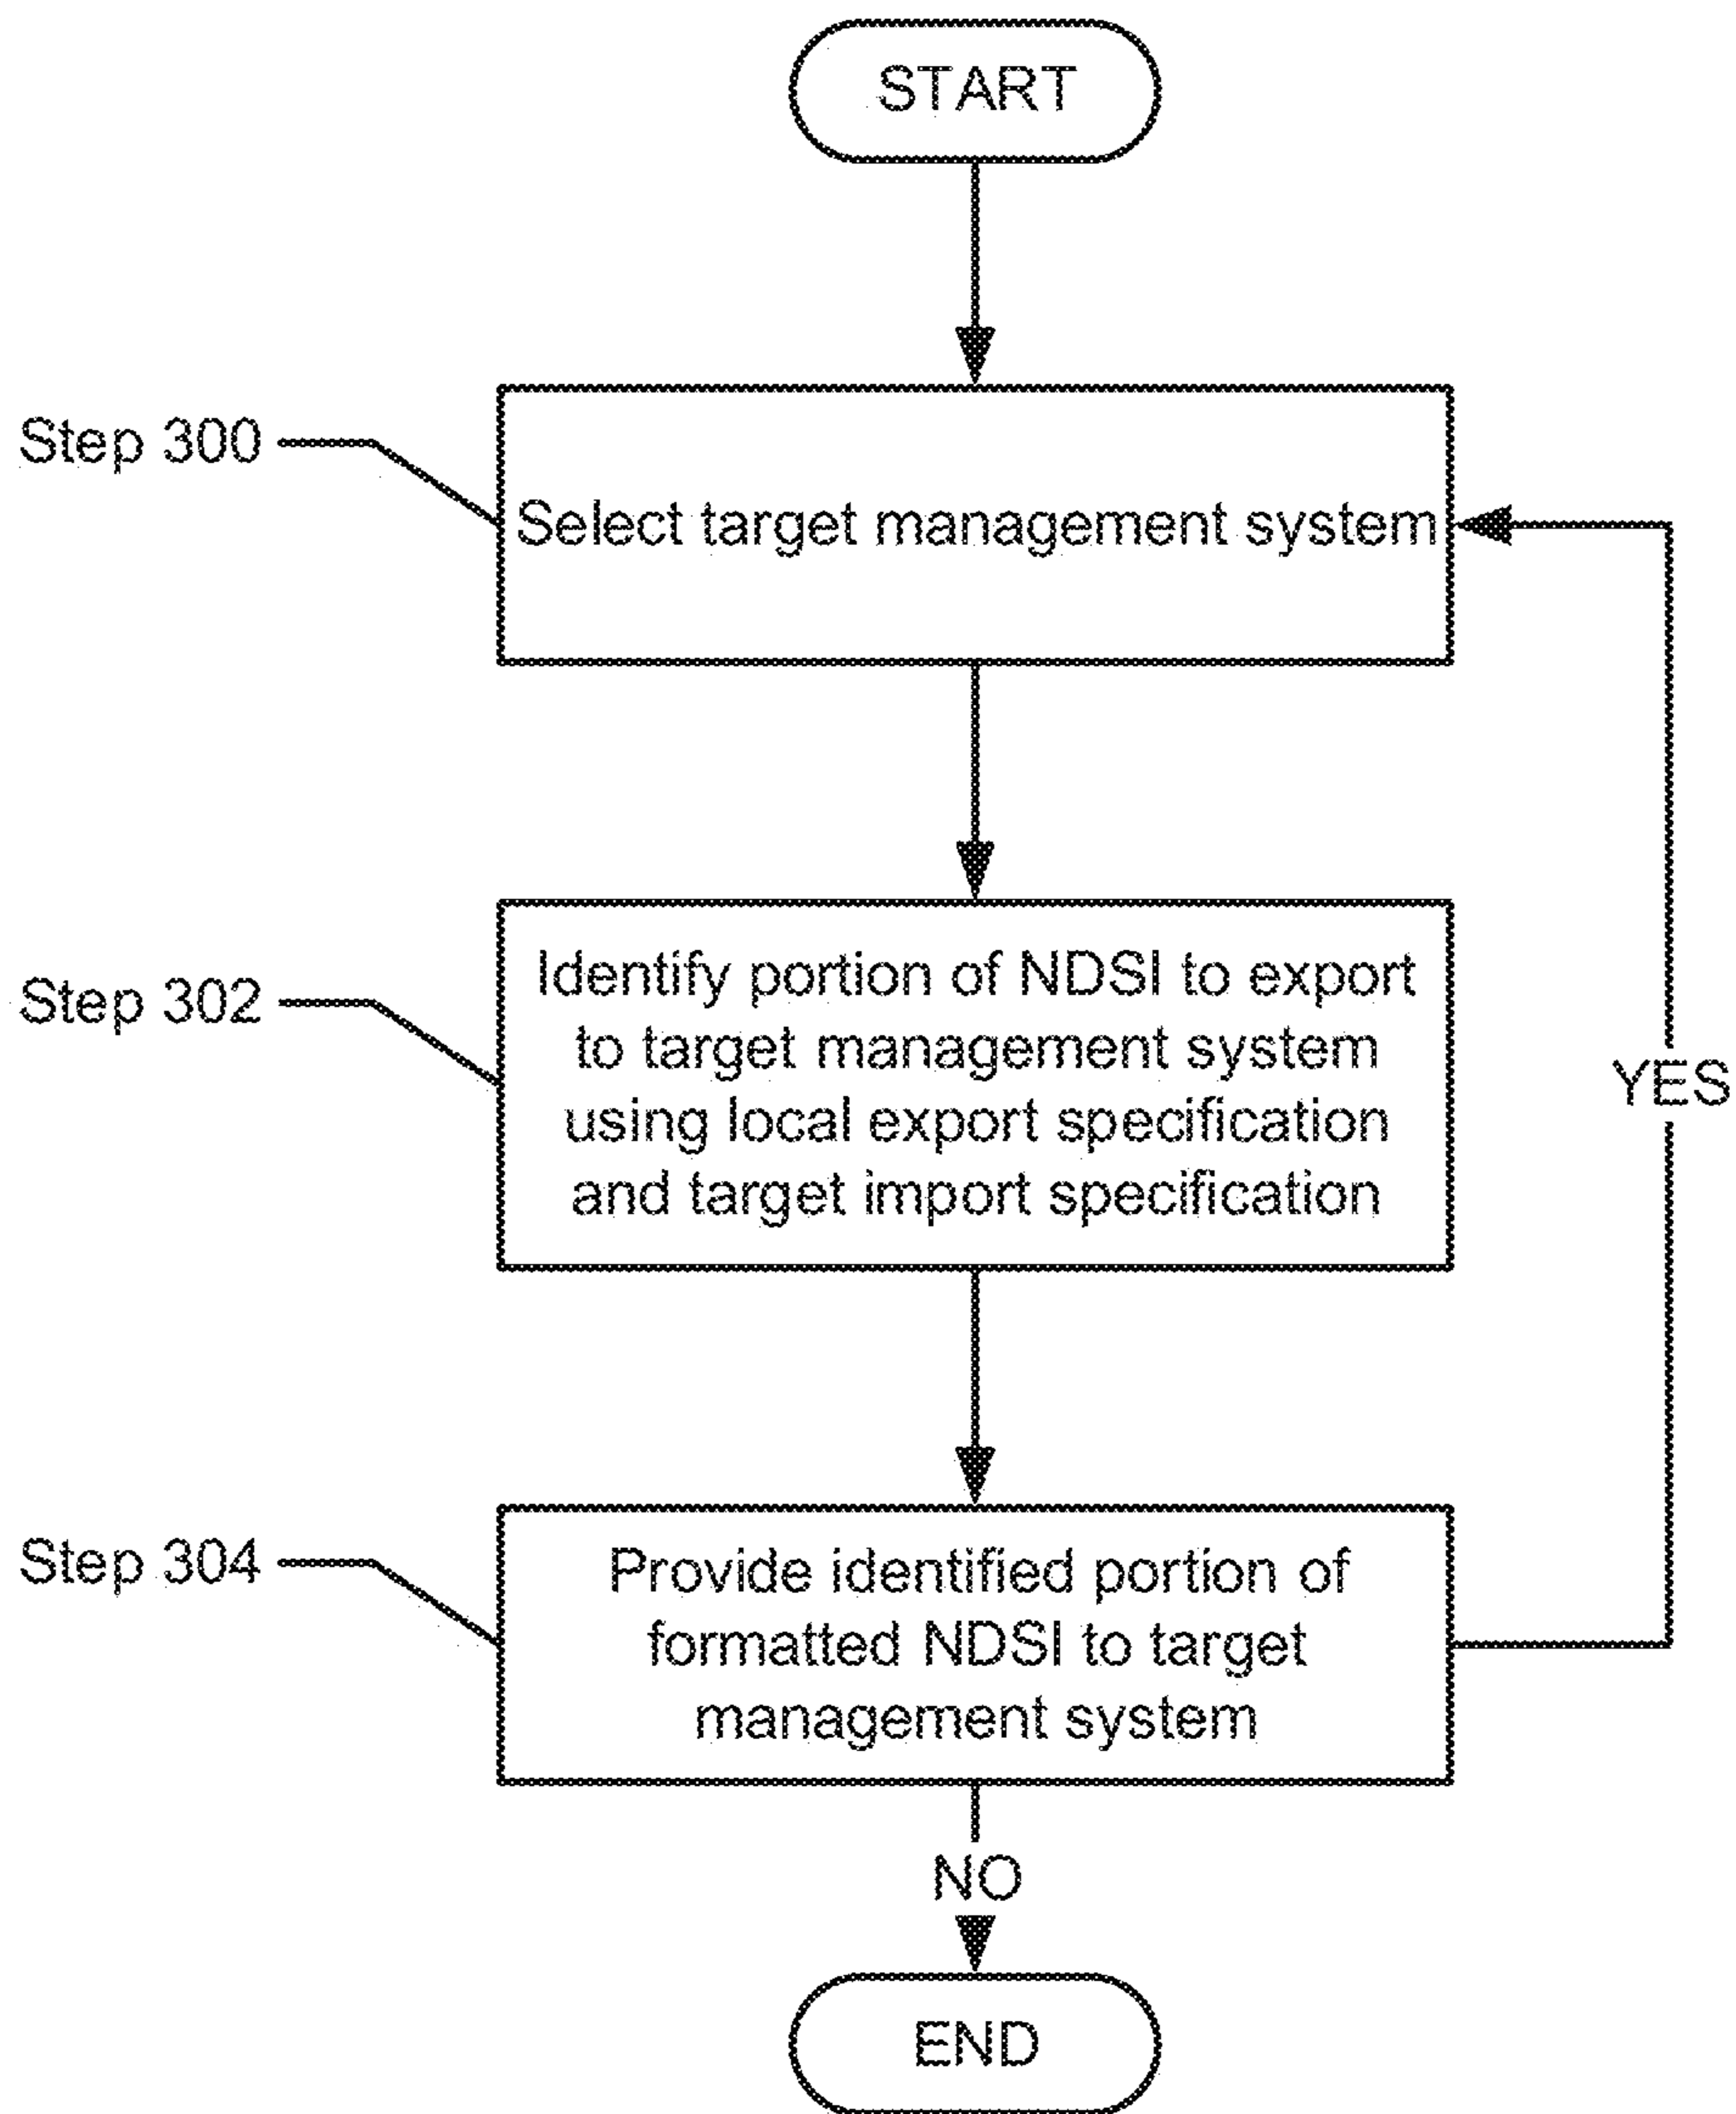 START
Step 300
Select target management system
Step 302
Identify portion of NDSI to export
to target management system
using local export specification
and target import specification
YES
Step 304
Provide identified portion of
formatted NDSI to target
management system
NO
END